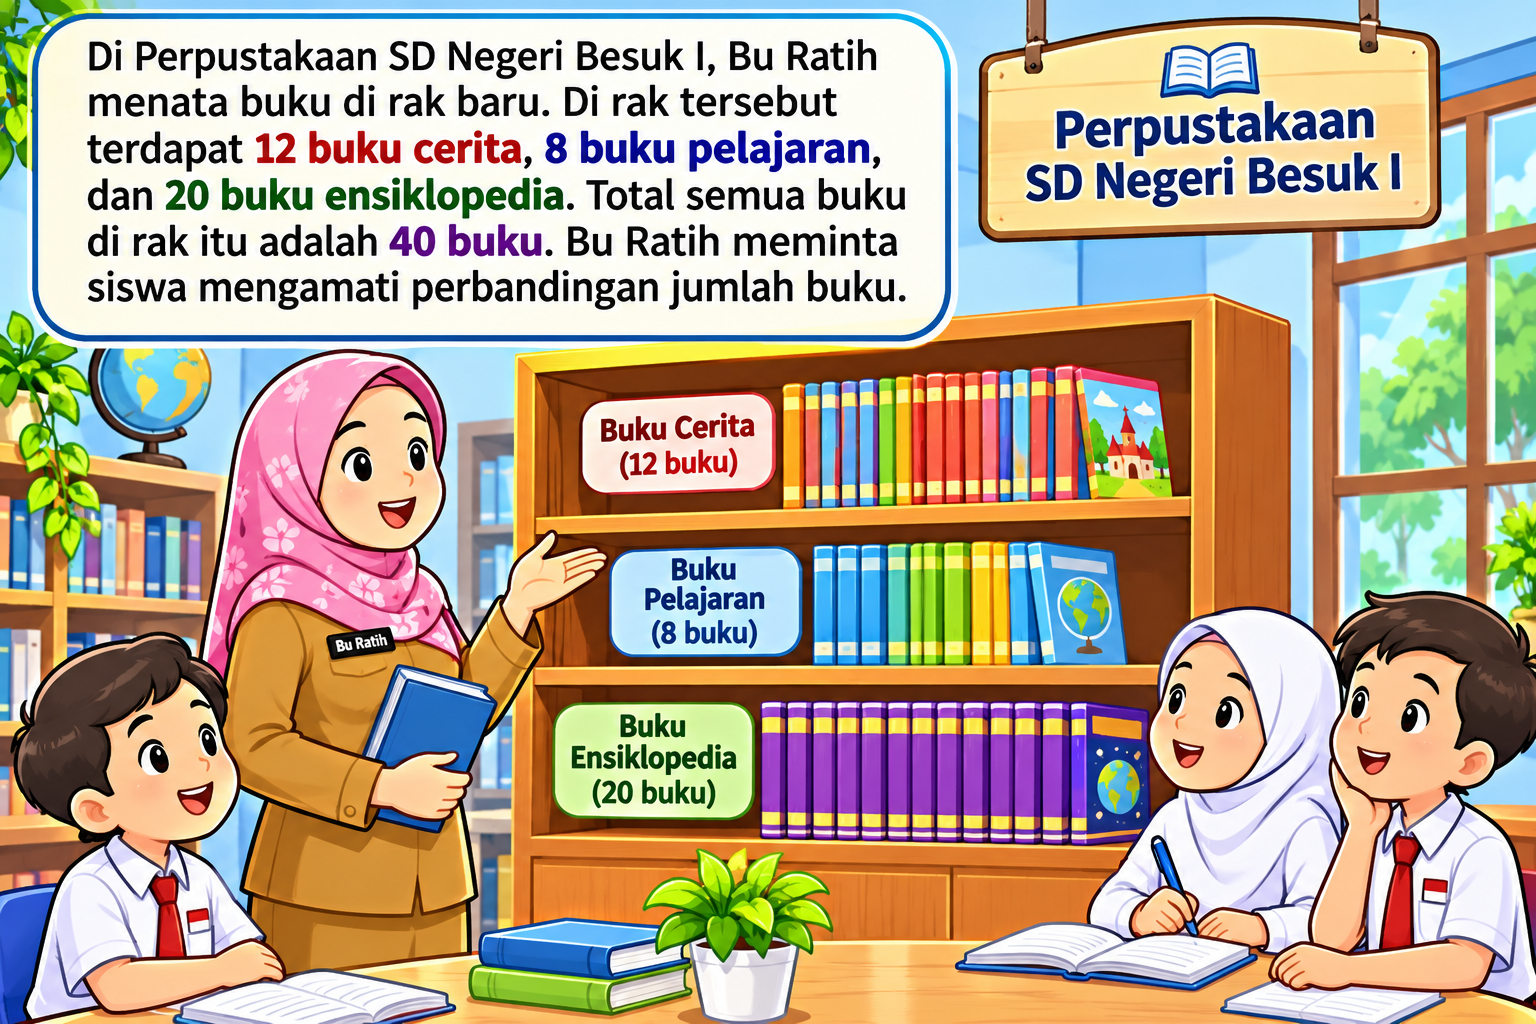 Di Perpustakaan SD Negeri Besuk I, Bu Ratih
menata buku di rak baru. Di rak tersebut
terdapat 12 buku cerita, 8 buku pelajaran,
dan 20 buku ensiklopedia. Total semua buku
di rak itu adalah 40 buku. Bu Ratih meminta
siswa mengamati perbandingan jumlah buku.
Perpustakaan
SD Negeri Besuk I
Buku Cerita
(12 buku)
Buku
Pelajaran
(8 buku)
Buku
Ensiklopedia
(20 buku)
Bu Ratih